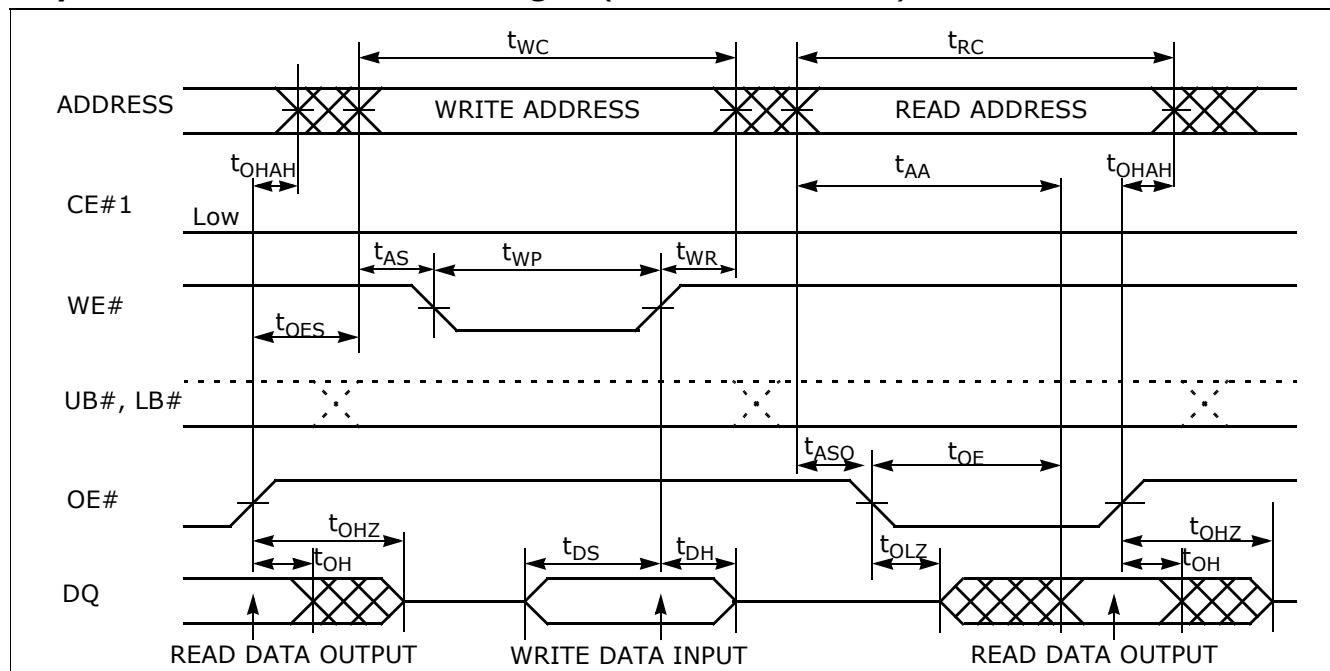 tWC tRC
ADDRESS WRITE ADDRESS READ ADDRESS
tOHAH tAA tOHAH
CE#1
Low
tAS tWP tWR
WE#
tOES
UB#, LB#
tASO tOE
OE#
tOHZ tOHZ
tDS tDH tOLZ
tOH tOH
DQ
READ DATA OUTPUT WRITE DATA INPUT READ DATA OUTPUT